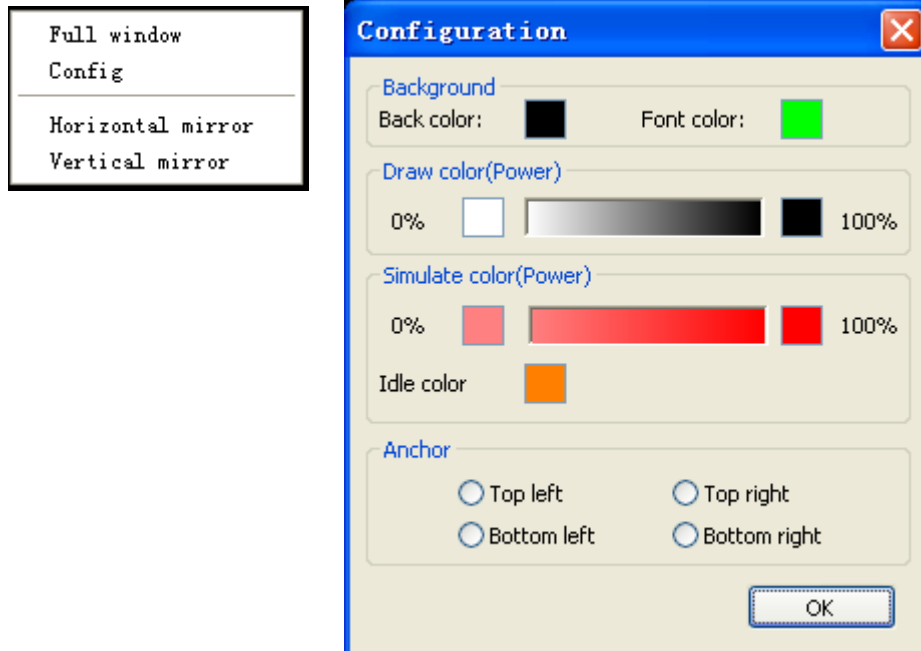 Full window
Config
Horizontal mirror
Vertical mirror
Configuration
Background
Back color: Font color:
Draw color(Power)
0% 100%
Simulate color(Power)
0% 100%
Idle color
Anchor
Top left Top right
Bottom left Bottom right
OK